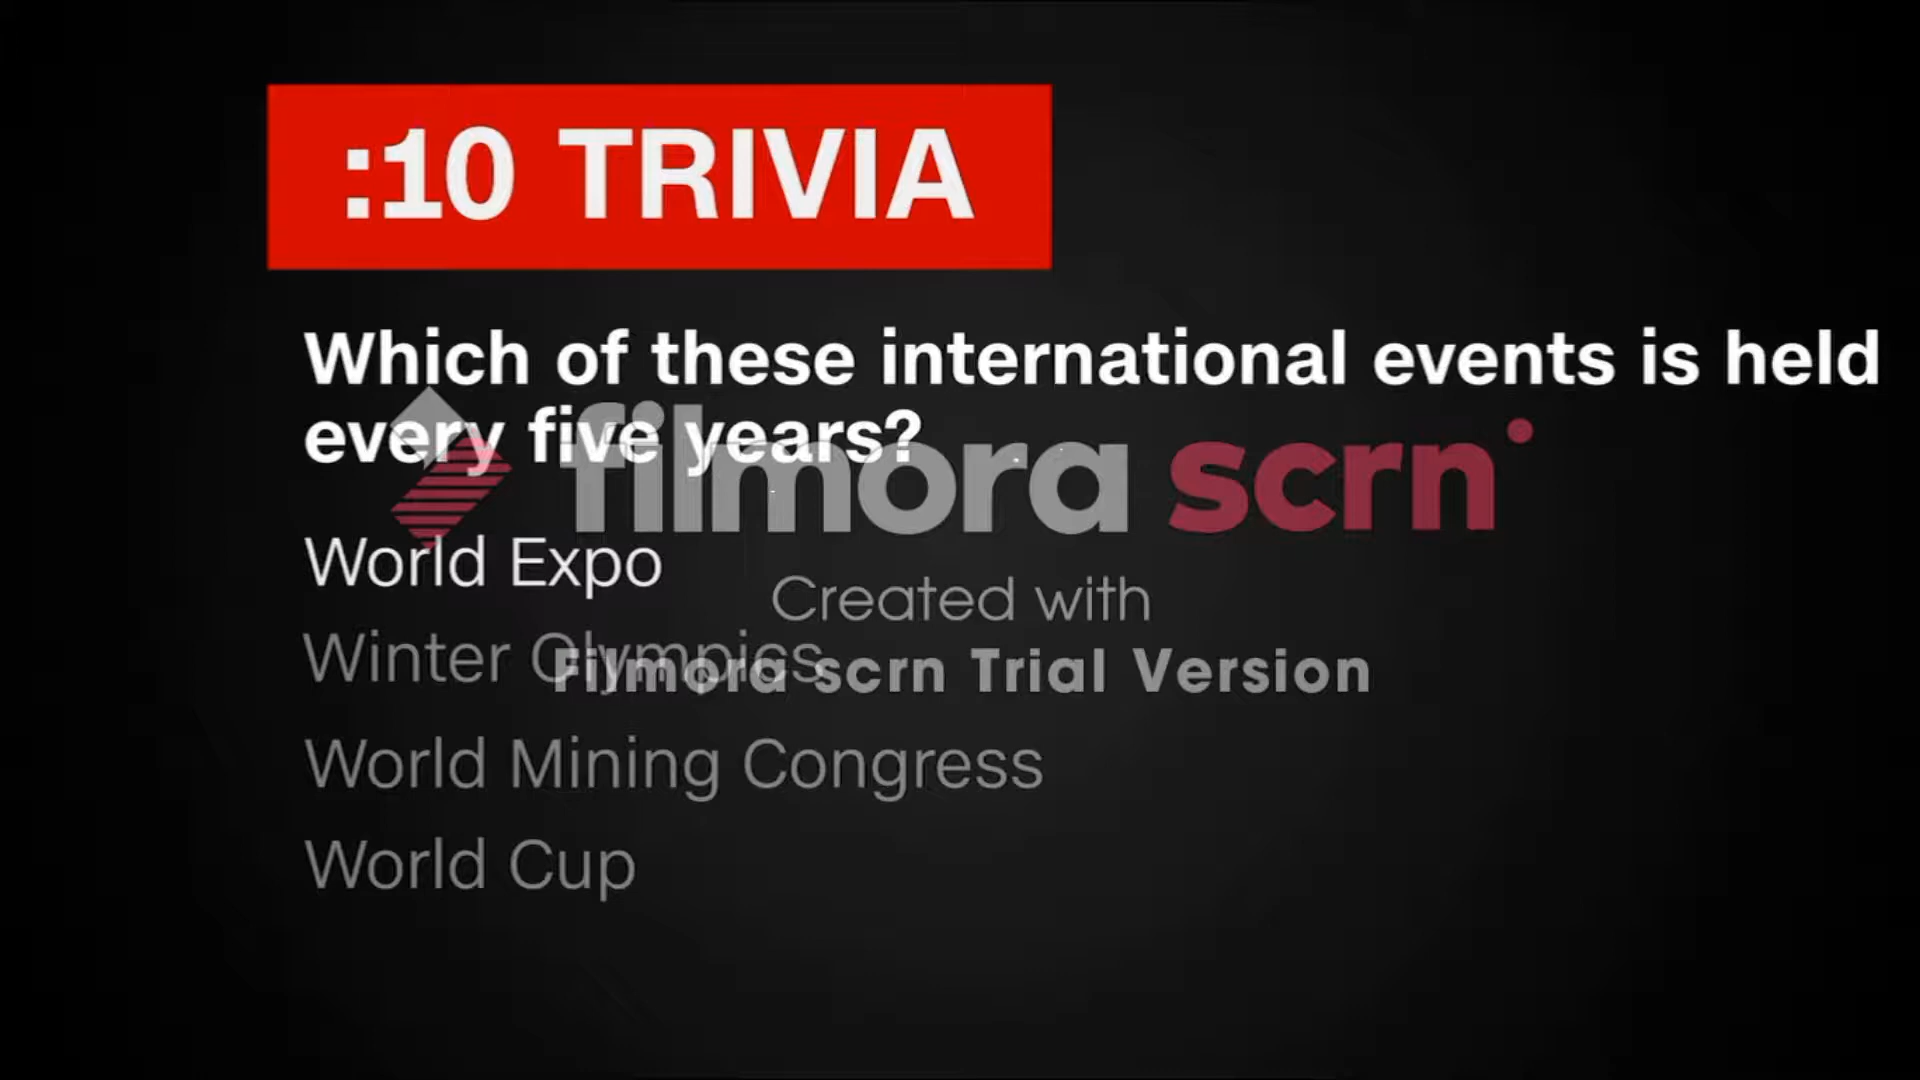 :10 TRIVIA
Which of these international events is held
every five years?
filmora scrn
World Expo
Created with
Winter Olympics
Filmora scrn Trial Version
World Mining Congress
World Cup